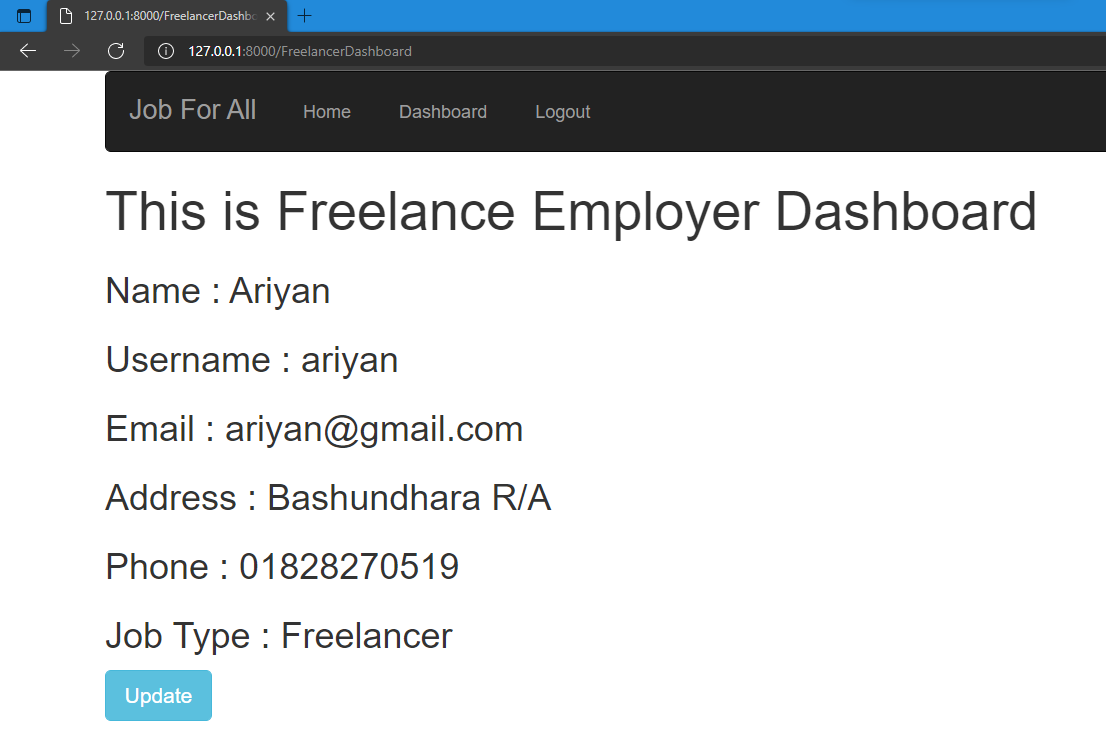 127.0.0.1:8000/FreelancerDashbo
127.0.0.1:8000/FreelancerDashboard
Job For All Home Dashboard Logout
This is Freelance Employer Dashboard
Name : Ariyan
Username : ariyan
Email : ariyan@gmail.com
Address : Bashundhara R/A
Phone : 01828270519
Job Type : Freelancer
Update